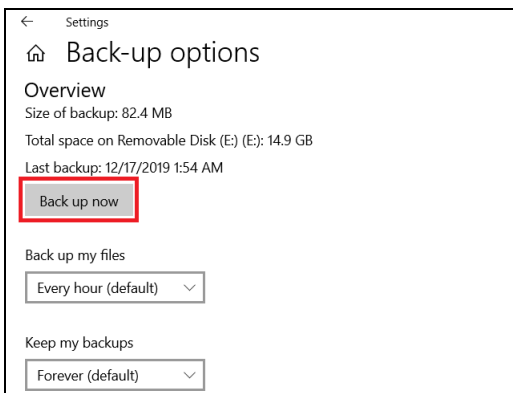 Settings
Back-up options
Overview
Size of backup: 82.4 MB
Total space on Removable Disk (E:) (E:): 14.9 GB
Last backup: 12/17/2019 1:54 AM
Back up now
Back up my files
Every hour (default)
Keep my backups
Forever (default)